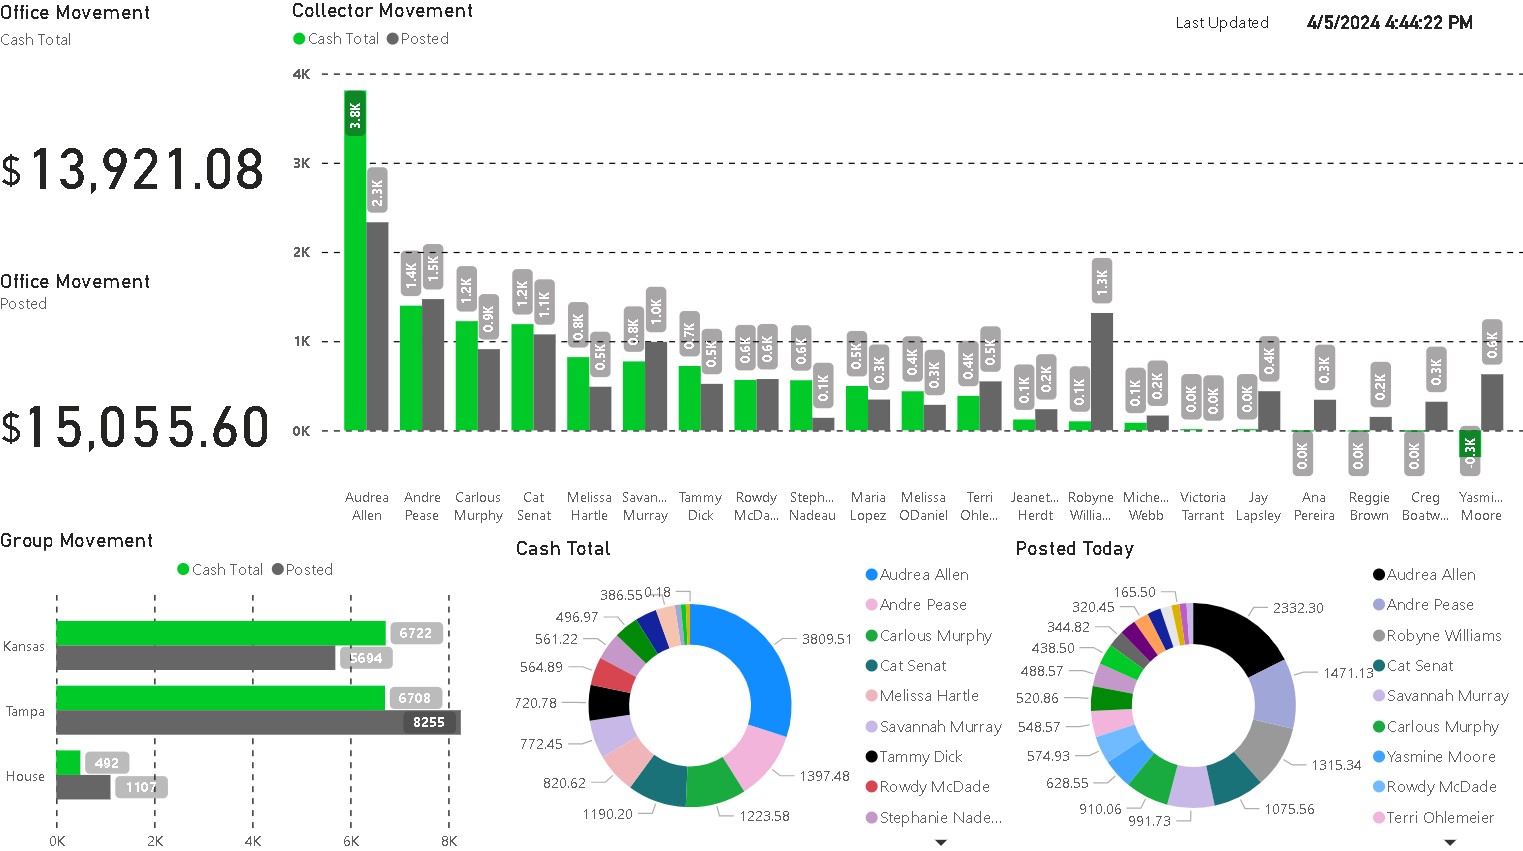 Office Movement
Cash Total
$13,921.08
Office Movement
Posted
$15,055.60
Collector Movement
Cash Total Posted
Last Updated 4/5/2024 4:44:22 PM
4K
3K
2K
1K
0K
3.8K 2.3K 1.4K 1.5K 1.2K 0.9K 1.2K 1.1K 0.8K 0.5K 0.8K 1.0K 0.7K 0.5K 0.6K 0.6K 0.6K 0.1K 0.5K 0.3K 0.4K 0.3K 0.4K 0.5K 0.1K 0.2K 0.1K 1.3K 0.1K 0.2K 0.0K 0.0K 0.0K 0.4K 0.0K 0.3K 0.0K 0.2K 0.0K 0.3K -0.3K 0.6K
Audrea Allen
Andre Pease
Carlous Murphy
Cat Senat
Melissa Hartle
Savan... Murray
Tammy Dick
Rowdy McDa...
Steph... Nadeau
Maria Lopez
Melissa ODaniel
Terri Ohle...
Jeanet... Herdt
Robyne Willia...
Miche... Webb
Victoria Tarrant
Jay Lapsley
Ana Pereira
Reggie Brown
Creg Boatw...
Yasmi... Moore
Group Movement
Cash Total Posted
Kansas
6722
5694
Tampa
6708
8255
House
492
1107
0K 2K 4K 6K 8K
Cash Total
3809.51
1397.48
1223.58
1190.20
820.62
772.45
720.78
564.89
561.22
496.97
386.55
0.18
Audrea Allen
Andre Pease
Carlous Murphy
Cat Senat
Melissa Hartle
Savannah Murray
Tammy Dick
Rowdy McDade
Stephanie Nade...
Posted Today
2332.30
1471.13
1315.34
1075.56
991.73
910.06
628.55
574.93
548.57
520.86
488.57
438.50
344.82
320.45
165.50
Audrea Allen
Andre Pease
Robyne Williams
Cat Senat
Savannah Murray
Carlous Murphy
Yasmine Moore
Rowdy McDade
Terri Ohlemeier